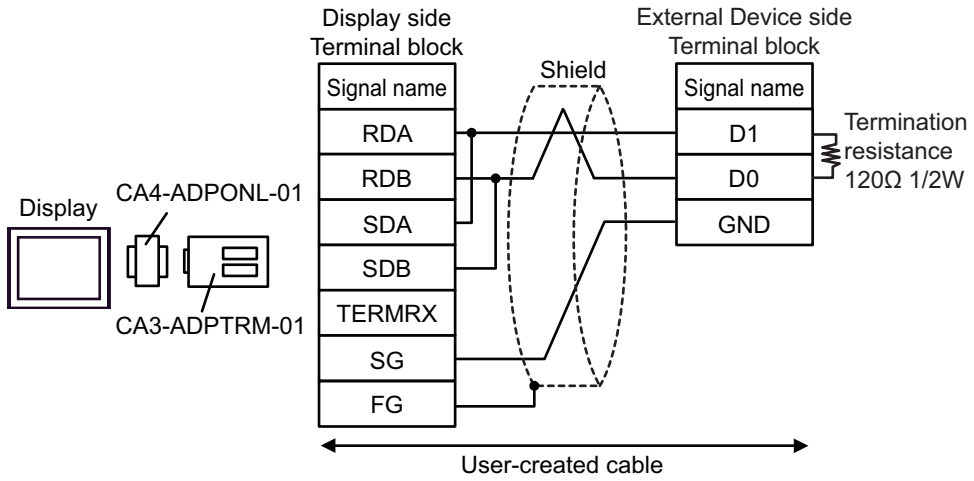 Display side
Terminal block
External Device side
Terminal block
Shield
Signal name
RDA
RDB
SDA
SDB
TERMRX
SG
FG
Signal name
D1
D0
GND
Termination
resistance
120Ω 1/2W
Display
CA4-ADPONL-01
CA3-ADPTRM-01
User-created cable